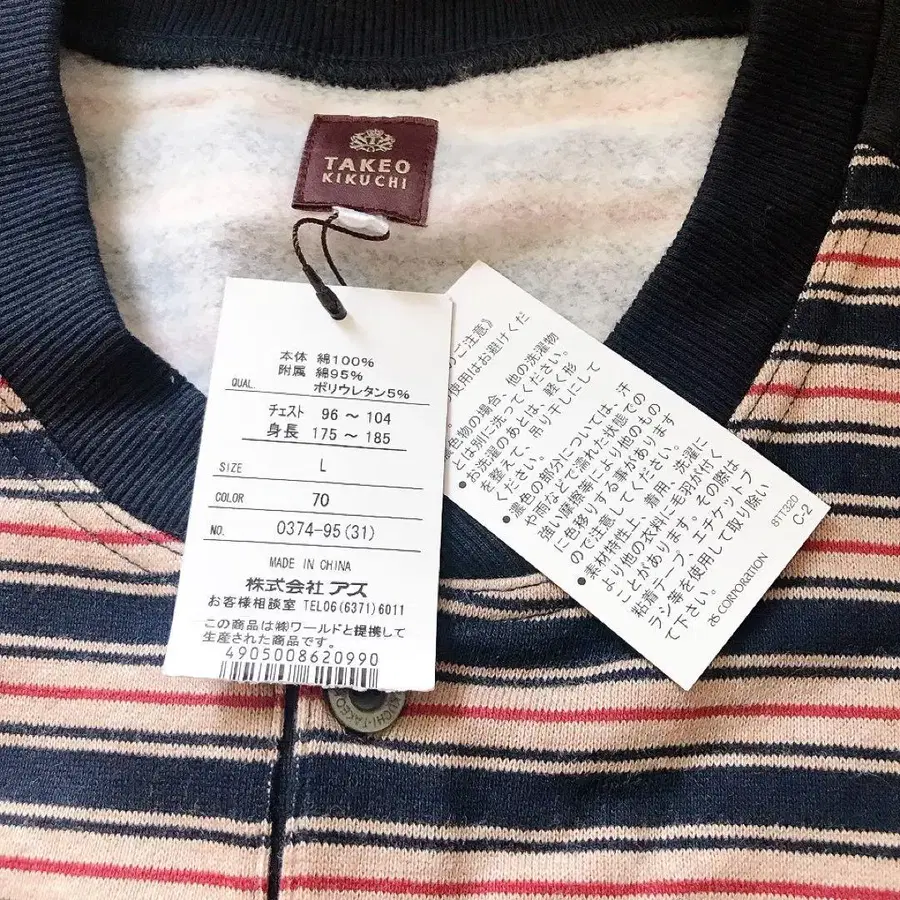 TAKEO
KIKUCHI
本体 綿100%
附属 綿95%
QUAL. ポリウレタン5%
チェスト 96 ~ 104
身長 175 ~ 185
SIZE L
COLOR 70
NO. 0374-95(31)
MADE IN CHINA
株式会社 アズ
お客様相談室 TEL06(6371)6011
この商品は㈱ワールドと提携して
生産された商品です。
4905008620990
のご注意》
使用はお避けくだ
色物の場合、他の洗濯物
とは別に洗ってください。
●お洗濯のあとは、軽く形
を整えて、吊り干しにして
ください。
●濃色の部分については、汗
や雨などで濡れた状態での
強い摩擦等により他のもの
に色移りする事があります
ので注意してください。
●素材特性上、着用、洗濯に
より他の衣料に毛羽が付く
ことがあります。その際は
粘着テープ、エチケットブ
ラシ等を使用して取り除い
て下さい。
26 CORPORATION
81T320
C-2